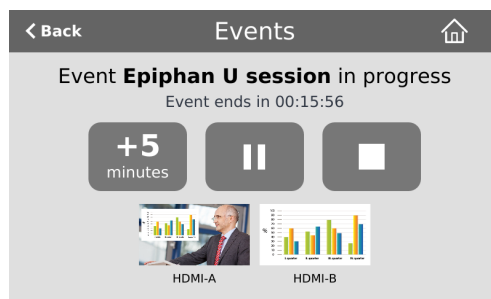 Back
Events
Event Epiphan U session in progress
Event ends in 00:15:56
+5
minutes
HDMI-A
HDMI-B